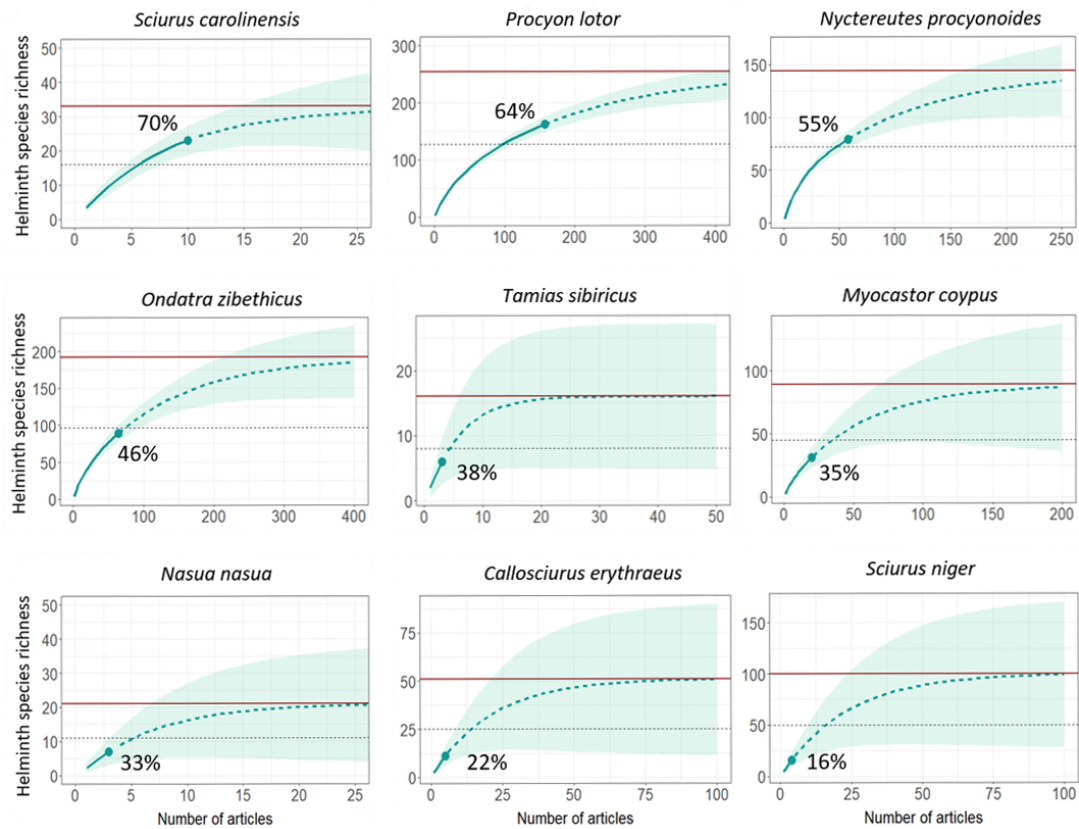 Sciurus carolinensis
Procyon lotor
Nyctereutes procyonoides
Helminth species richness
50
40
30
20
10
0
70%
0 5 10 15 20 25
300
200
100
0
64%
0 100 200 300 400
150
100
50
0
55%
0 50 100 150 200 250
Ondatra zibethicus
Tamias sibiricus
Myocastor coypus
Helminth species richness
200
150
100
50
0
46%
0 100 200 300 400
20
10
0
38%
0 10 20 30 40 50
100
50
0
35%
0 50 100 150 200
Nasua nasua
Callosciurus erythraeus
Sciurus niger
Helminth species richness
50
40
30
20
10
0
33%
0 5 10 15 20 25
Number of articles
75
50
25
0
22%
0 25 50 75 100
Number of articles
150
100
50
0
16%
0 25 50 75 100
Number of articles